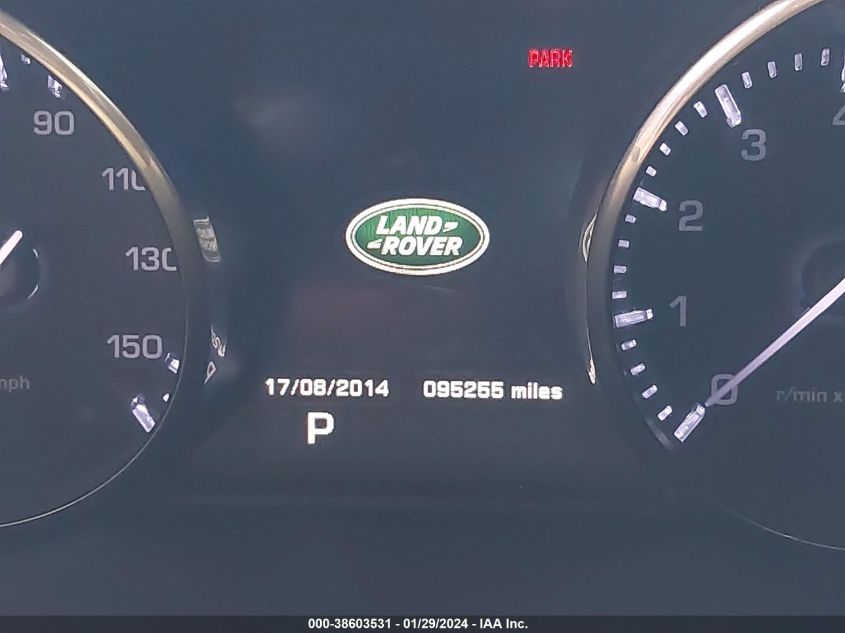 PARK
90
110
130
150
mph
LAND
ROVER
3
2
1
0
r/min x
17/08/2014 095255 miles
P
000-38603531 - 01/29/2024 - IAA Inc.